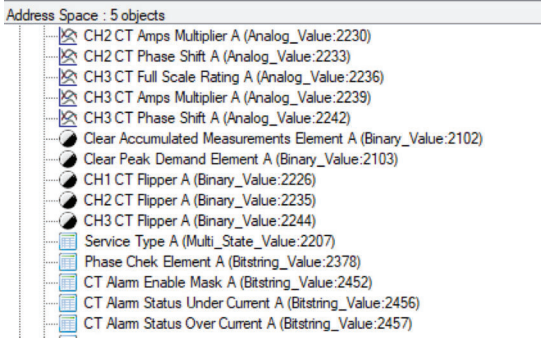 Address Space : 5 objects
CH2 CT Amps Multiplier A (Analog_Value:2230)
CH2 CT Phase Shift A (Analog_Value:2233)
CH3 CT Full Scale Rating A (Analog_Value:2236)
CH3 CT Amps Multiplier A (Analog_Value:2239)
CH3 CT Phase Shift A (Analog_Value:2242)
Clear Accumulated Measurements Element A (Binary_Value:2102)
Clear Peak Demand Element A (Binary_Value:2103)
CH1 CT Flipper A (Binary_Value:2226)
CH2 CT Flipper A (Binary_Value:2235)
CH3 CT Flipper A (Binary_Value:2244)
Service Type A (Multi_State_Value:2207)
Phase Chek Element A (Bitstring_Value:2378)
CT Alarm Enable Mask A (Bitstring_Value:2452)
CT Alarm Status Under Current A (Bitstring_Value:2456)
CT Alarm Status Over Current A (Bitstring_Value:2457)